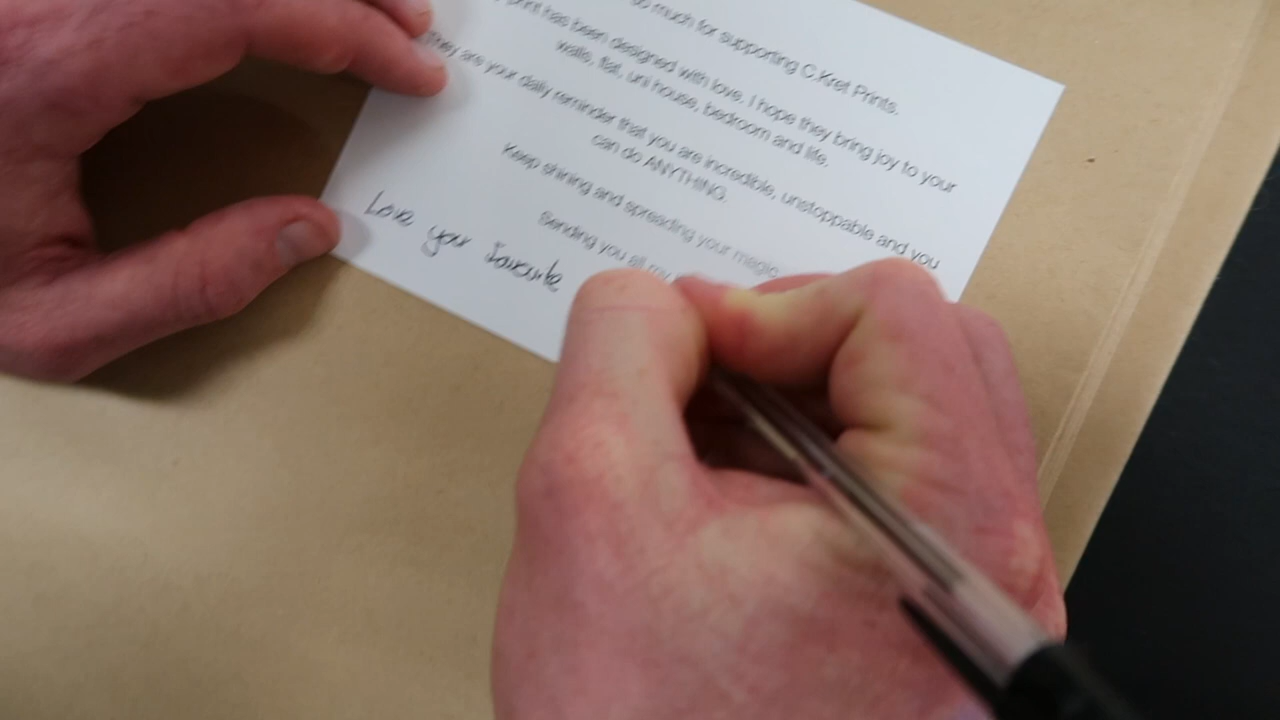 so much for supporting C.Kret Prints.
print has been designed with love. I hope they bring joy to your
walls, flat, uni house, bedroom and life.
They are your daily reminder that you are incredible, unstoppable and you
can do ANYTHING.
Keep shining and spreading your magic
Sending you all my
Love your favourite